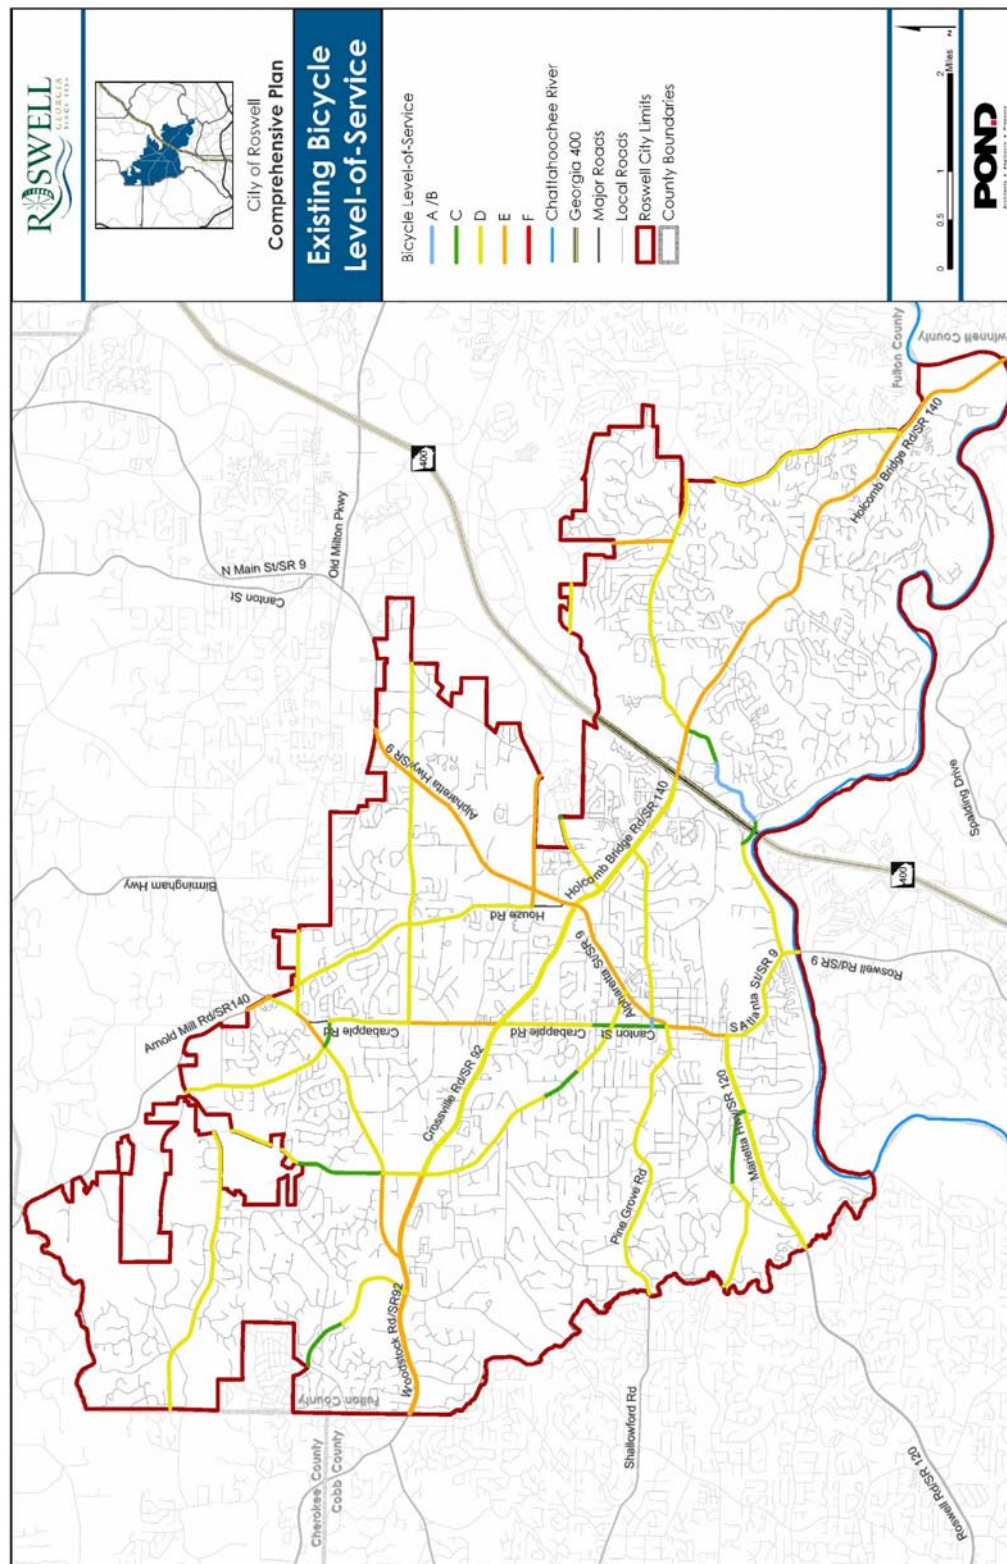 ROSWELL
GEORGIA
SINCE 1854
City of Roswell
Comprehensive Plan
Existing Bicycle
Level-of-Service
Bicycle Level-of-Service
A /B
C
D
E
F
Chattahoochee River
Georgia 400
Major Roads
Local Roads
Roswell City Limits
County Boundaries
0 0.5 1 2
Miles
POND
Cherokee County
Cobb County
Fulton County
Arnold Mill Rd/SR140
Birmingham Hwy
Canton St
N Main St/SR 9
Old Milton Pkwy
400
Woodstock Rd/SR92
Crossville Rd/SR 92
Crabapple Rd
Crabapple Rd
Houze Rd
Alpharetta Hwy/SR 9
Canton St
Alpharetta St/SR 9
Holcomb Bridge Rd/SR 140
Shallowford Rd
Pine Grove Rd
Marietta Hwy/SR 120
S Atlanta St/SR 9
Roswell Rd/SR 120
Roswell Rd/SR 9
400
Spalding Drive
Holcomb Bridge Rd/SR 140
Fulton County
winnett County